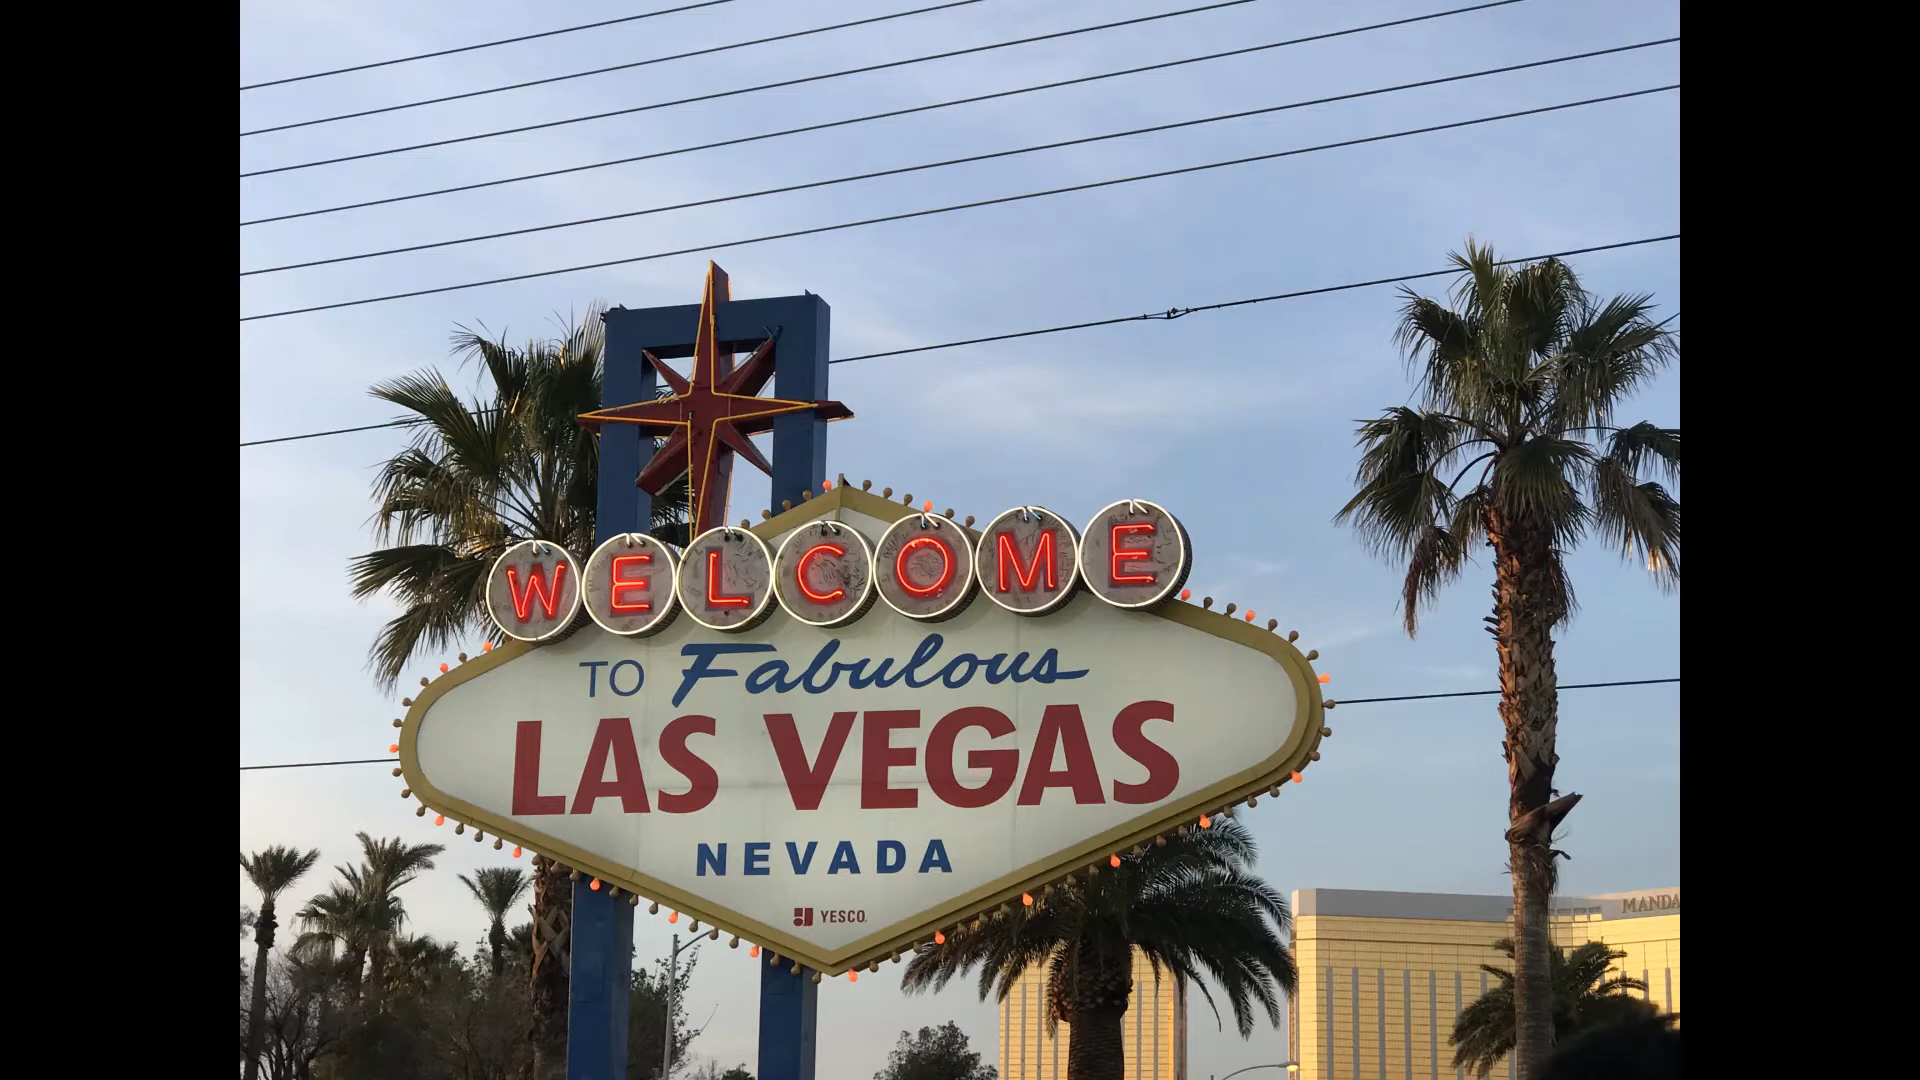 WELCOME
TO Fabulous
LAS VEGAS
NEVADA
YESCO
MANDA